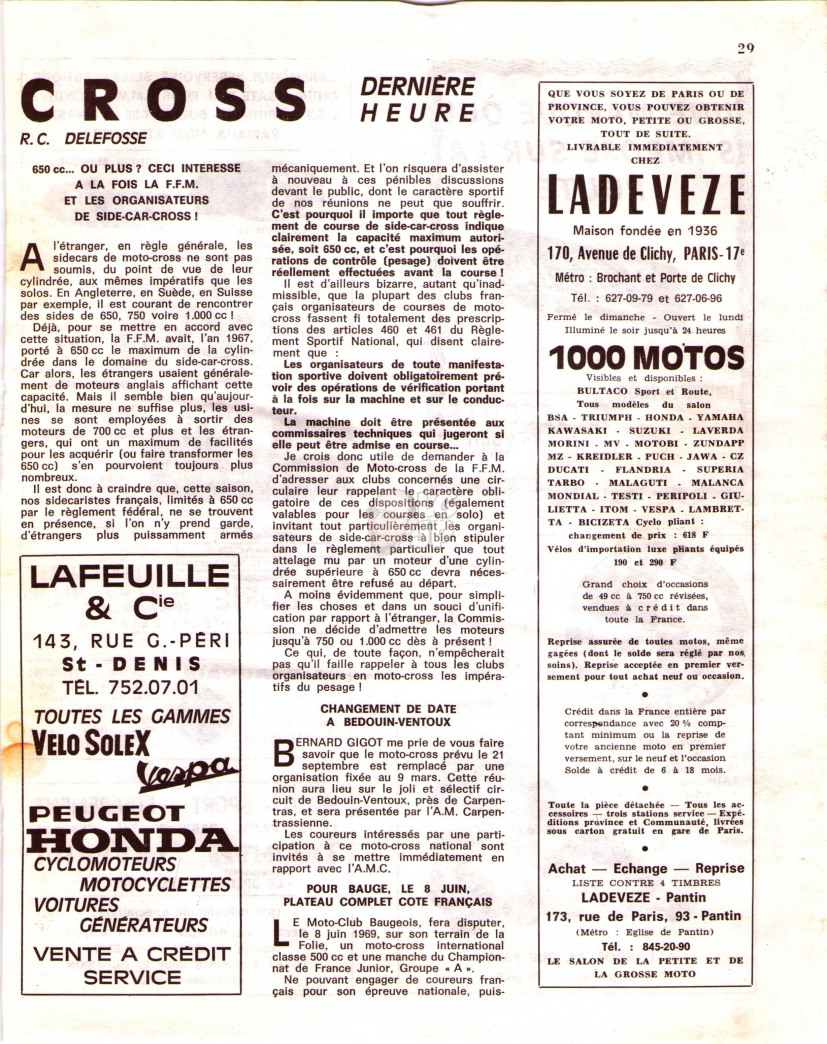 29
CROSS
DERNIÈRE
HEURE
R.C. DELEFOSSE
650 cc... OU PLUS ? CECI INTERESSE
A LA FOIS LA F.F.M.
ET LES ORGANISATEURS
DE SIDE-CAR-CROSS !
A l'étranger, en règle générale, les
sidecars de moto-cross ne sont pas
soumis, du point de vue de leur
cylindrée, aux mêmes impératifs que les
solos. En Angleterre, en Suède, en Suisse
par exemple, il est courant de rencontrer
des sides de 650, 750 voire 1.000 cc !
Déjà, pour se mettre en accord avec
cette situation, la F.F.M. avait, l'an 1967,
porté à 650 cc le maximum de la cylin-
drée dans le domaine du side-car-cross.
Car alors, les étrangers usaient générale-
ment de moteurs anglais affichant cette
capacité. Mais il semble bien qu'aujour-
d'hui, la mesure ne suffise plus, les usi-
nes se sont employées à sortir des
moteurs de 700 cc et plus et les étran-
gers, qui ont un maximum de facilités
pour les acquérir (ou faire transformer les
650 cc) s'en pourvoient toujours plus
nombreux.
Il est donc à craindre que, cette saison,
nos sidecaristes français, limités à 650 cc
par le règlement fédéral, ne se trouvent
en présence, si l'on n'y prend garde,
d'étrangers plus puissamment armés
mécaniquement. Et l'on risquera d'assister
à nouveau à ces pénibles discussions
devant le public, dont le caractère sportif
de nos réunions ne peut que souffrir.
C'est pourquoi il importe que tout règle-
ment de course de side-car-cross indique
clairement la capacité maximum autori-
sée, soit 650 cc, et c'est pourquoi les opé-
rations de contrôle (pesage) doivent être
réellement effectuées avant la course !
Il est d'ailleurs bizarre, autant qu'inad-
missible, que la plupart des clubs fran-
çais organisateurs de courses de moto-
cross fassent fi totalement des prescrip-
tions des articles 460 et 461 du Règle-
ment Sportif National, qui disent claire-
ment que :
Les organisateurs de toute manifesta-
tion sportive doivent obligatoirement pré-
voir des opérations de vérification portant
à la fois sur la machine et sur le conduc-
teur.
La machine doit être présentée aux
commissaires techniques qui jugeront si
elle peut être admise en course...
Je crois donc utile de demander à la
Commission de Moto-cross de la F.F.M.
d'adresser aux clubs concernés une cir-
culaire leur rappelant le caractère obli-
gatoire de ces dispositions (également
valables pour les courses en solo) et
invitant tout particulièrement les organi-
sateurs de side-car-cross à bien stipuler
dans le règlement particulier que tout
attelage mu par un moteur d'une cylin-
drée supérieure à 650 cc devra néces-
sairement être refusé au départ.
A moins évidemment que, pour simpli-
fier les choses et dans un souci d'unifi-
cation par rapport à l'étranger, la Commis-
sion ne décide d'admettre les moteurs
jusqu'à 750 ou 1.000 cc dès à présent !
Ce qui, de toute façon, n'empêcherait
pas qu'il faille rappeler à tous les clubs
organisateurs en moto-cross les impéra-
tifs du pesage !
CHANGEMENT DE DATE
A BEDOUIN-VENTOUX
BERNARD GIGOT me prie de vous faire
savoir que le moto-cross prévu le 21
septembre est remplacé par une
organisation fixée au 9 mars. Cette réu-
nion aura lieu sur le joli et sélectif cir-
cuit de Bedouin-Ventoux, près de Carpen-
tras, et sera présentée par l'A.M. Carpen-
trassienne.
Les coureurs intéressés par une parti-
cipation à ce moto-cross national sont
invités à se mettre immédiatement en
rapport avec l'A.M.C.
POUR BAUGE, LE 8 JUIN,
PLATEAU COMPLET COTE FRANÇAIS
LE Moto-Club Baugeois, fera disputer,
le 8 juin 1969, sur son terrain de la
Folie, un moto-cross international
classe 500 cc et une manche du Champion-
nat de France Junior, Groupe « A ».
Ne pouvant engager de coureurs fran-
çais pour son épreuve nationale, puis-
LAFEUILLE
& Cie
143, RUE G.-PÉRI
St - DENIS
TÉL. 752.07.01
TOUTES LES GAMMES
VELO SOLEX
Vespa
PEUGEOT
HONDA
CYCLOMOTEURS
MOTOCYCLETTES
VOITURES
GÉNÉRATEURS
VENTE A CRÉDIT
SERVICE
QUE VOUS SOYEZ DE PARIS OU DE
PROVINCE, VOUS POUVEZ OBTENIR
VOTRE MOTO, PETITE OU GROSSE,
TOUT DE SUITE.
LIVRABLE IMMEDIATEMENT
CHEZ
LADEVEZE
Maison fondée en 1936
170, Avenue de Clichy, PARIS-17e
Métro : Brochant et Porte de Clichy
Tél. : 627-09-79 et 627-06-96
Fermé le dimanche - Ouvert le lundi
Illuminé le soir jusqu'à 24 heures
1000 MOTOS
Visibles et disponibles :
BULTACO Sport et Route,
Tous modèles du salon
BSA - TRIUMPH - HONDA - YAMAHA
KAWASAKI - SUZUKI - LAVERDA
MORINI - MV - MOTOBI - ZUNDAPP
MZ - KREIDLER - PUCH - JAWA - CZ
DUCATI - FLANDRIA - SUPERIA
TARBO - MALAGUTI - MALANCA
MONDIAL - TESTI - PERIPOLI - GIU-
LIETTA - ITOM - VESPA - LAMBRET-
TA - BICIZETA Cyclo pliant :
changement de prix : 618 F
Vélos d'importation luxe pliants équipés
190 et 290 F
Grand choix d'occasions
de 49 cc à 750 cc révisées,
vendues à crédit dans
toute la France.
Reprise assurée de toutes motos, même
gagées (dont le solde sera réglé par nos
soins). Reprise acceptée en premier ver-
sement pour tout achat neuf ou occasion.
•
Crédit dans la France entière par
correspondance avec 20 % comp-
tant minimum ou la reprise de
votre ancienne moto en premier
versement, sur le neuf et l'occasion
Solde à crédit de 6 à 18 mois.
•
Toute la pièce détachée — Tous les ac-
cessoires — trois stations service — Expé-
ditions province et Communauté, livrées
sous carton gratuit en gare de Paris.
•
Achat — Echange — Reprise
LISTE CONTRE 4 TIMBRES
LADEVEZE - Pantin
173, rue de Paris, 93 - Pantin
(Métro : Eglise de Pantin)
Tél. : 845-20-90
LE SALON DE LA PETITE ET DE
LA GROSSE MOTO